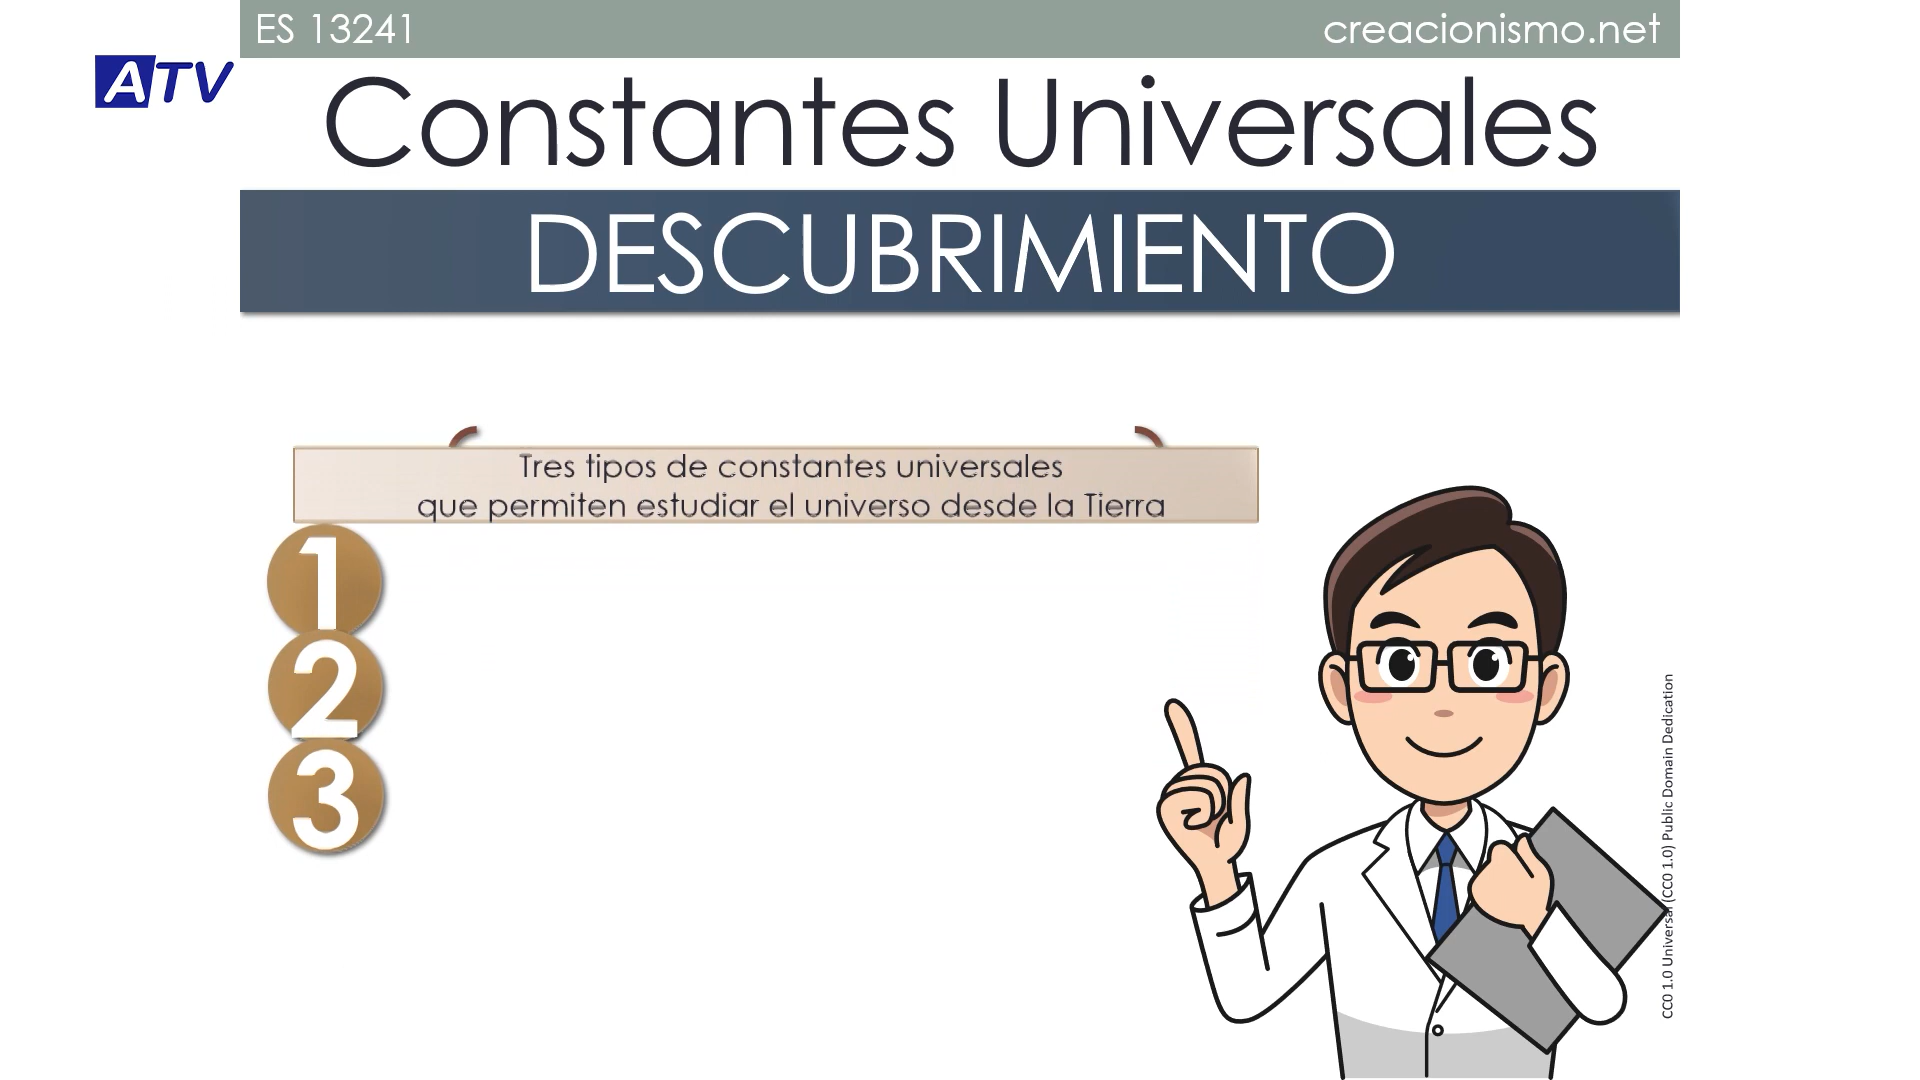 ES 13241
creacionismo.net
ATV
Constantes Universales
DESCUBRIMIENTO
Tres tipos de constantes universales
que permiten estudiar el universo desde la Tierra
1
2
3
CC0 1.0 Universal (CC0 1.0) Public Domain Dedication